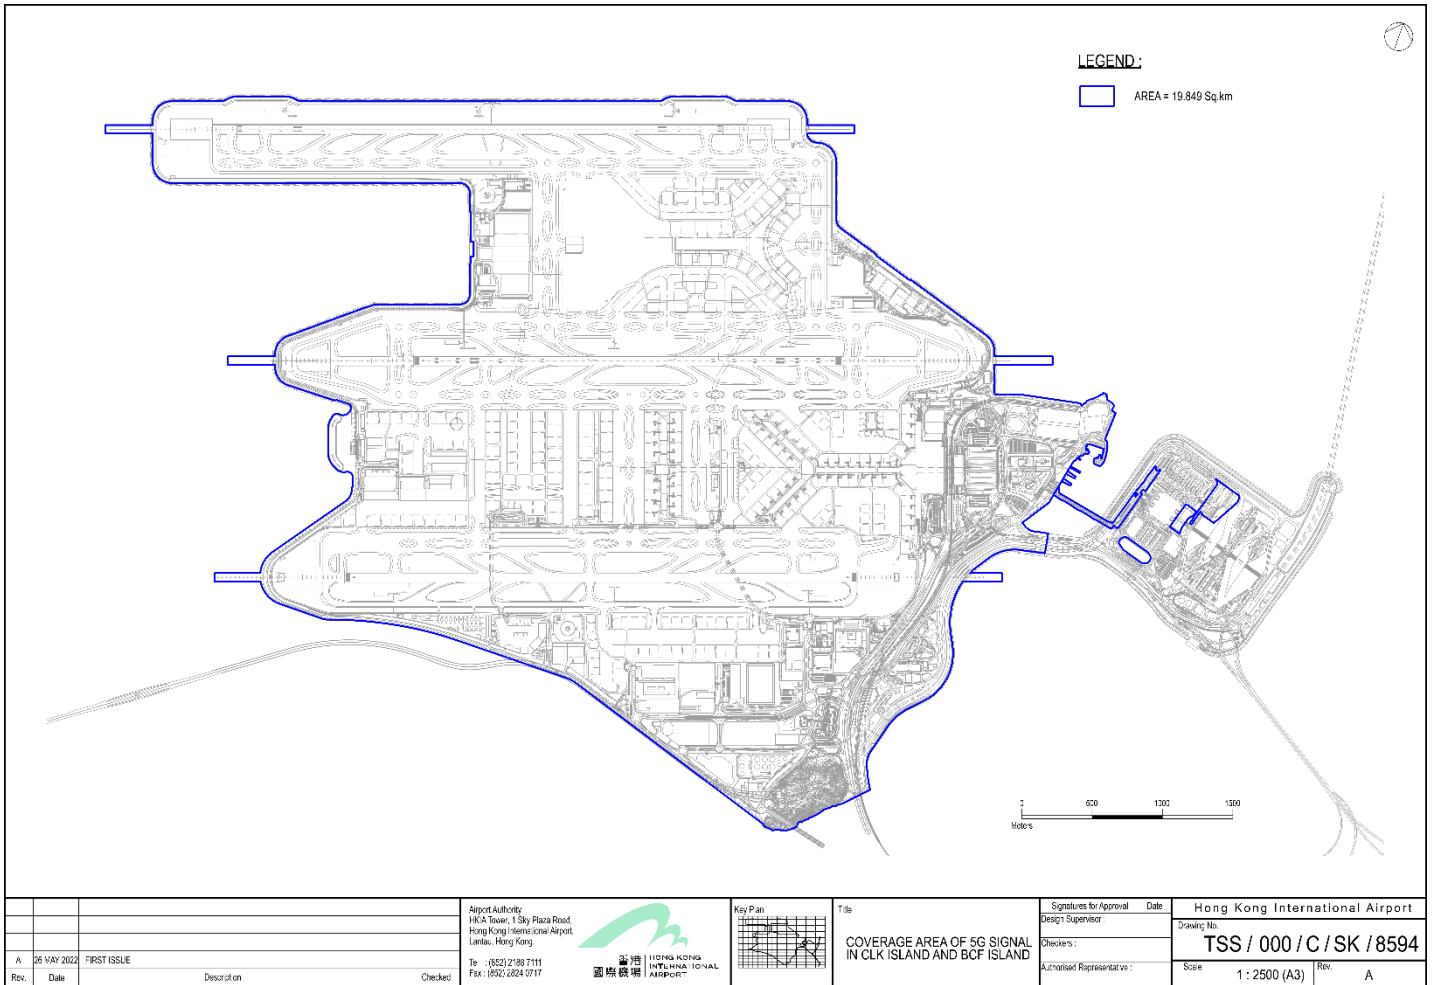 LEGEND :
AREA = 19.849 Sq.km
0 500 1000 1500
Meters
A 26 MAY 2022 FIRST ISSUE
Rev. Date Description Checked
Airport Authority
HKIA Tower, 1 Sky Plaza Road,
Hong Kong International Airport,
Lantau, Hong Kong.
Tel : (852) 2188 7111
Fax : (852) 2824 0717
香港
國際機場
HONG KONG
INTERNATIONAL
AIRPORT
Key Plan
Title
COVERAGE AREA OF 5G SIGNAL
IN CLK ISLAND AND BCF ISLAND
Signatures for Approval Date
Design Supervisor :
Checkers :
Authorised Representative :
Hong Kong International Airport
Drawing No.
TSS / 000 / C / SK / 8594
Scale 1 : 2500 (A3) Rev. A